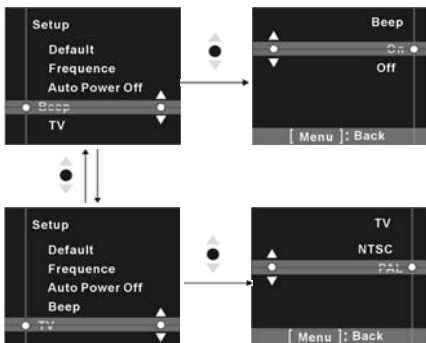 Setup
Default
Frequence
Auto Power Off
Beep
TV
Beep
On
Off
[ Menu ]: Back
Setup
Default
Frequence
Auto Power Off
Beep
TV
TV
NTSC
PAL
[ Menu ]: Back